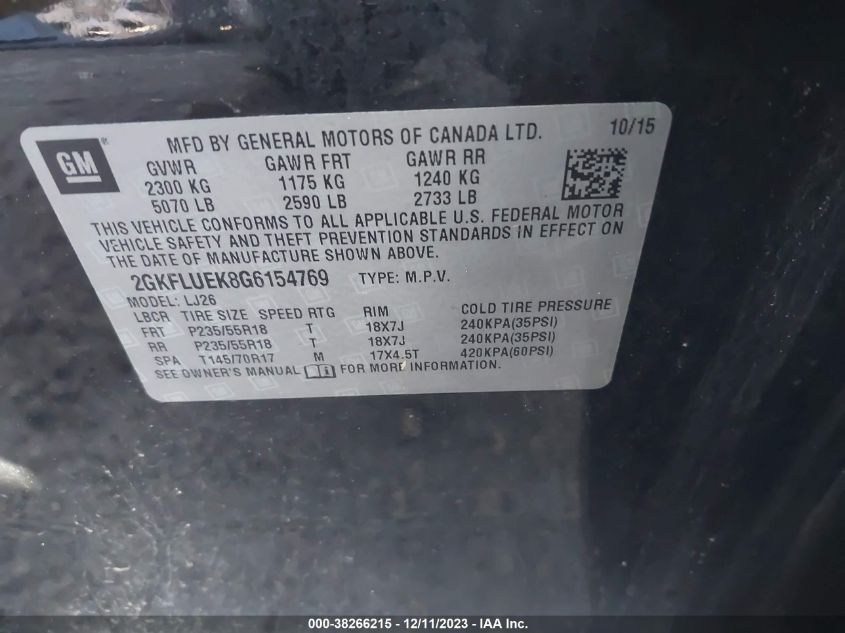 GM ®
MFD BY GENERAL MOTORS OF CANADA LTD. 10/15
GVWR GAWR FRT GAWR RR
2300 KG 1175 KG 1240 KG
5070 LB 2590 LB 2733 LB
THIS VEHICLE CONFORMS TO ALL APPLICABLE U.S. FEDERAL MOTOR
VEHICLE SAFETY AND THEFT PREVENTION STANDARDS IN EFFECT ON
THE DATE OF MANUFACTURE SHOWN ABOVE.
2GKFLUEK8G6154769 TYPE: M.P.V.
MODEL: LJ26
LBCR TIRE SIZE SPEED RTG RIM COLD TIRE PRESSURE
FRT P235/55R18 T 18X7J 240KPA(35PSI)
RR P235/55R18 T 18X7J 240KPA(35PSI)
SPA T145/70R17 M 17X4.5T 420KPA(60PSI)
SEE OWNER'S MANUAL FOR MORE INFORMATION.
000-38266215 - 12/11/2023 - IAA Inc.